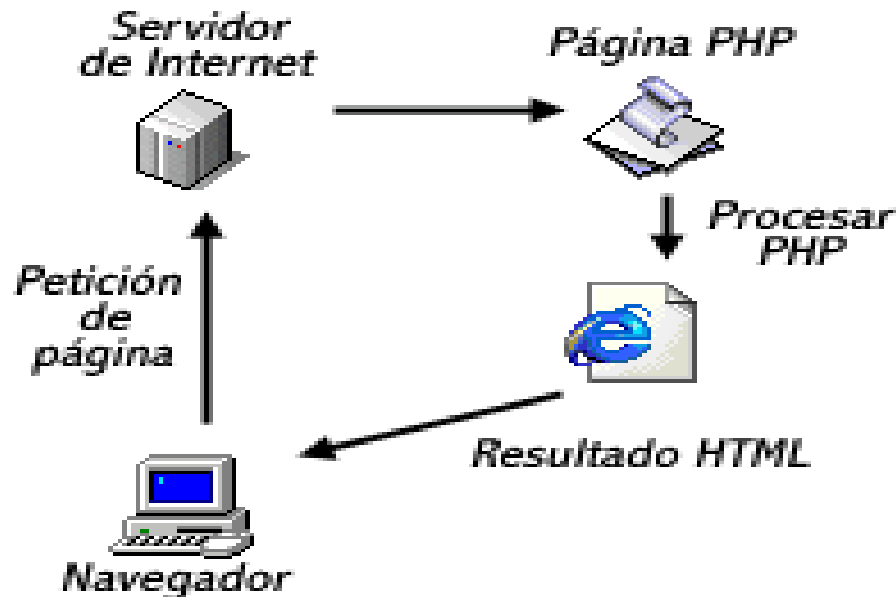 Servidor
de Internet
Página PHP
Procesar
PHP
Petición
de
página
Resultado HTML
Navegador